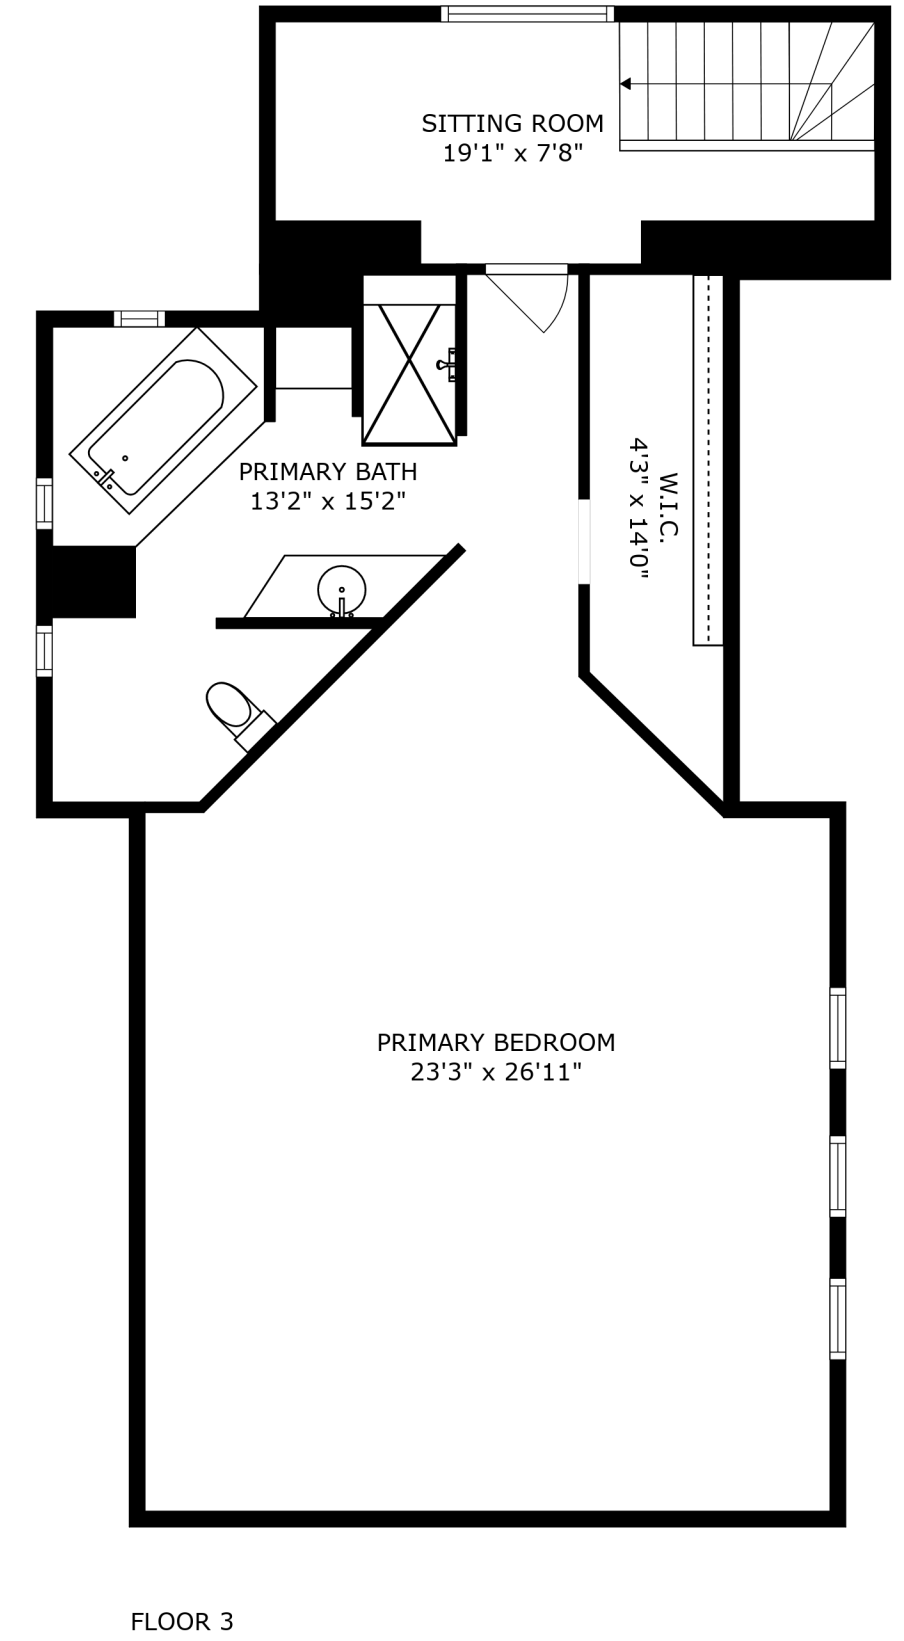 SITTING ROOM
19'1" x 7'8"
PRIMARY BATH
13'2" x 15'2"
W.I.C.
4'3" x 14'0"
PRIMARY BEDROOM
23'3" x 26'11"
FLOOR 3